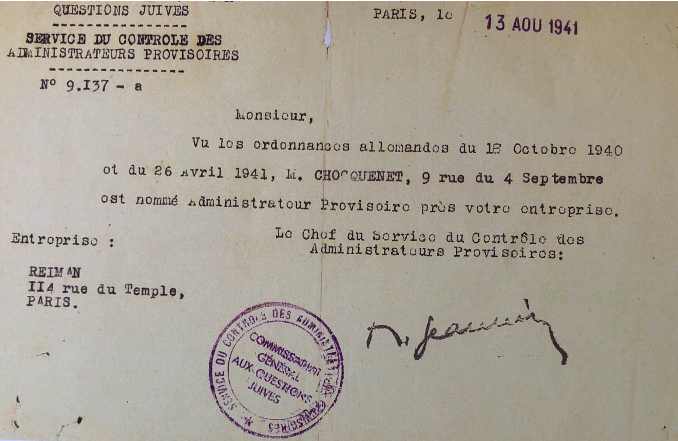 QUESTIONS JUIVES
SERVICE DU CONTROLE DES
ADMINISTRATEURS PROVISOIRES
N° 9.137 - a
PARIS, le 13 AOU 1941
Monsieur,
Vu les ordonnances allemandes du 18 Octobre 1940
et du 26 Avril 1941, M. CHOCQUENET, 9 rue du 4 Septembre
est nommé Administrateur Provisoire près votre entreprise.
Le Chef du Service du Contrôle des
Administrateurs Provisoires:
Entreprise :
REIMAN
II4 rue du Temple,
PARIS.
SERVICE DU CONTROLE DES ADMINISTRATEURS PROVISOIRES
COMMISSARIAT
GÉNÉRAL
AUX QUESTIONS
JUIVES